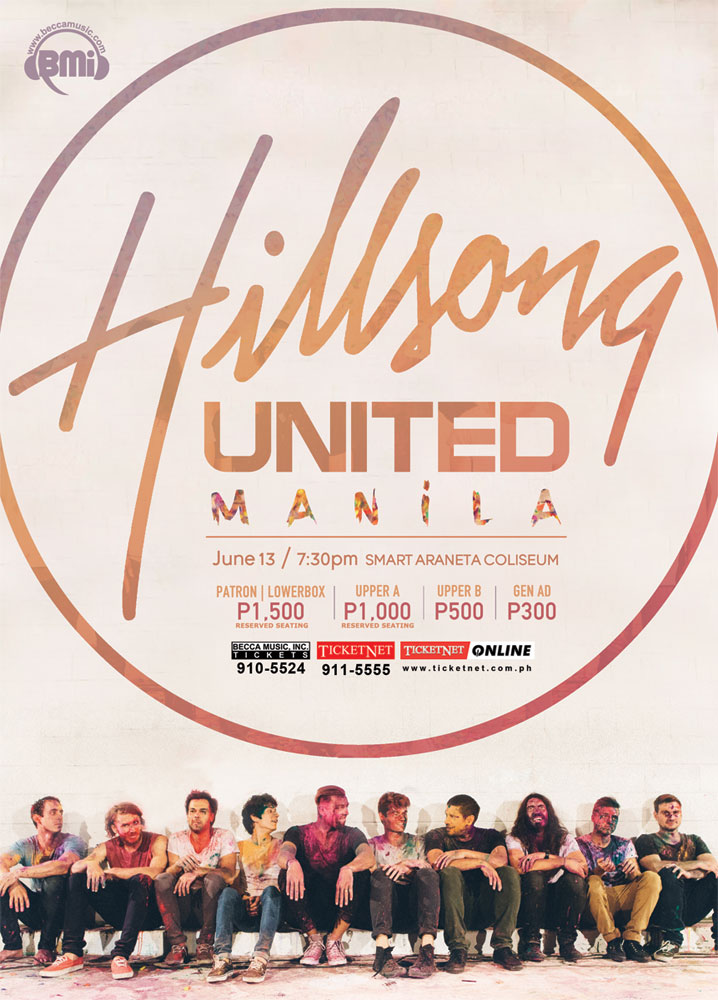 www.beccamusic.com
BMi
Hillsong
UNITED
MANiLA
June 13 / 7:30pm SMART ARANETA COLISEUM
PATRON | LOWERBOX UPPER A UPPER B GEN AD
P1,500 P1,000 P500 P300
RESERVED SEATING RESERVED SEATING
BECCA MUSIC, INC. TICKETNET TICKETNET ONLINE
TICKETS
910-5524 911-5555 www.ticketnet.com.ph